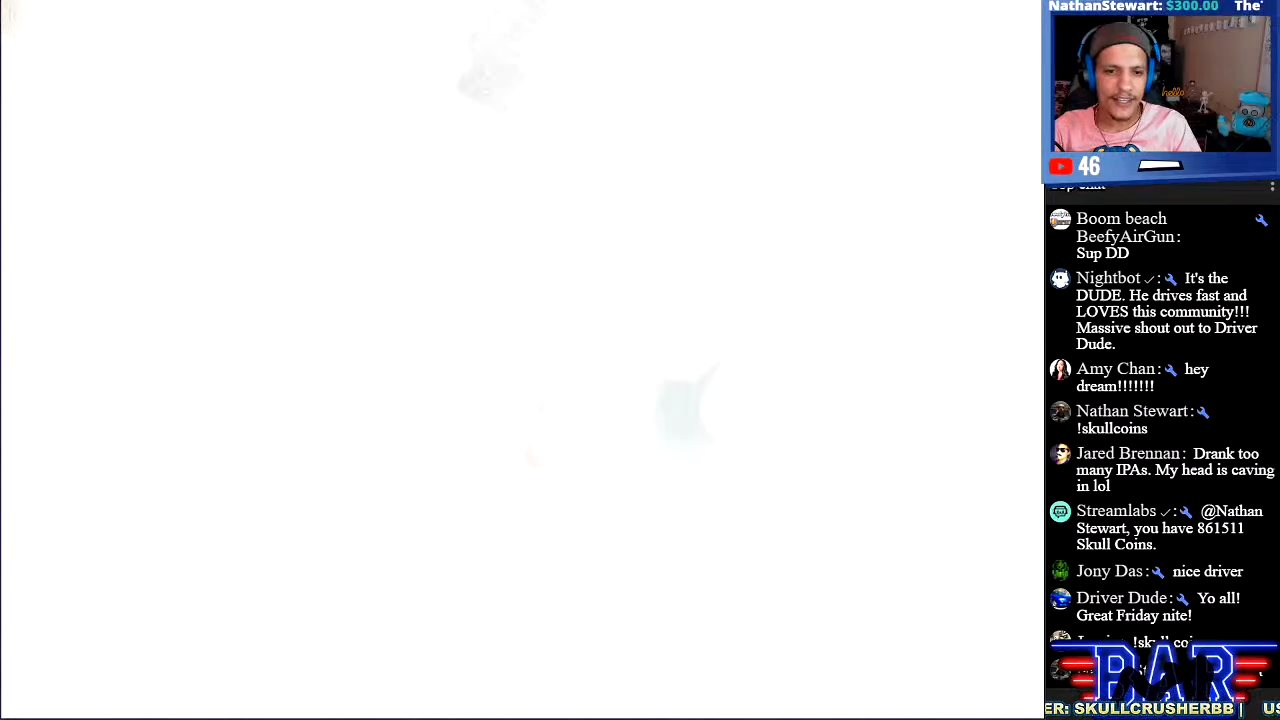 NathanStewart: $300.00 The
hello
46
Boom beach
BeefyAirGun:
Sup DD
Nightbot: It's the
DUDE. He drives fast and
LOVES this community!!!
Massive shout out to Driver
Dude.
Amy Chan: hey
dream!!!!!!!
Nathan Stewart:
!skullcoins
Jared Brennan: Drank too
many IPAs. My head is caving
in lol
Streamlabs: @Nathan
Stewart, you have 861511
Skull Coins.
Jony Das: nice driver
Driver Dude: Yo all!
Great Friday nite!
BAR
ER: SKULLCRUSHERBB | US